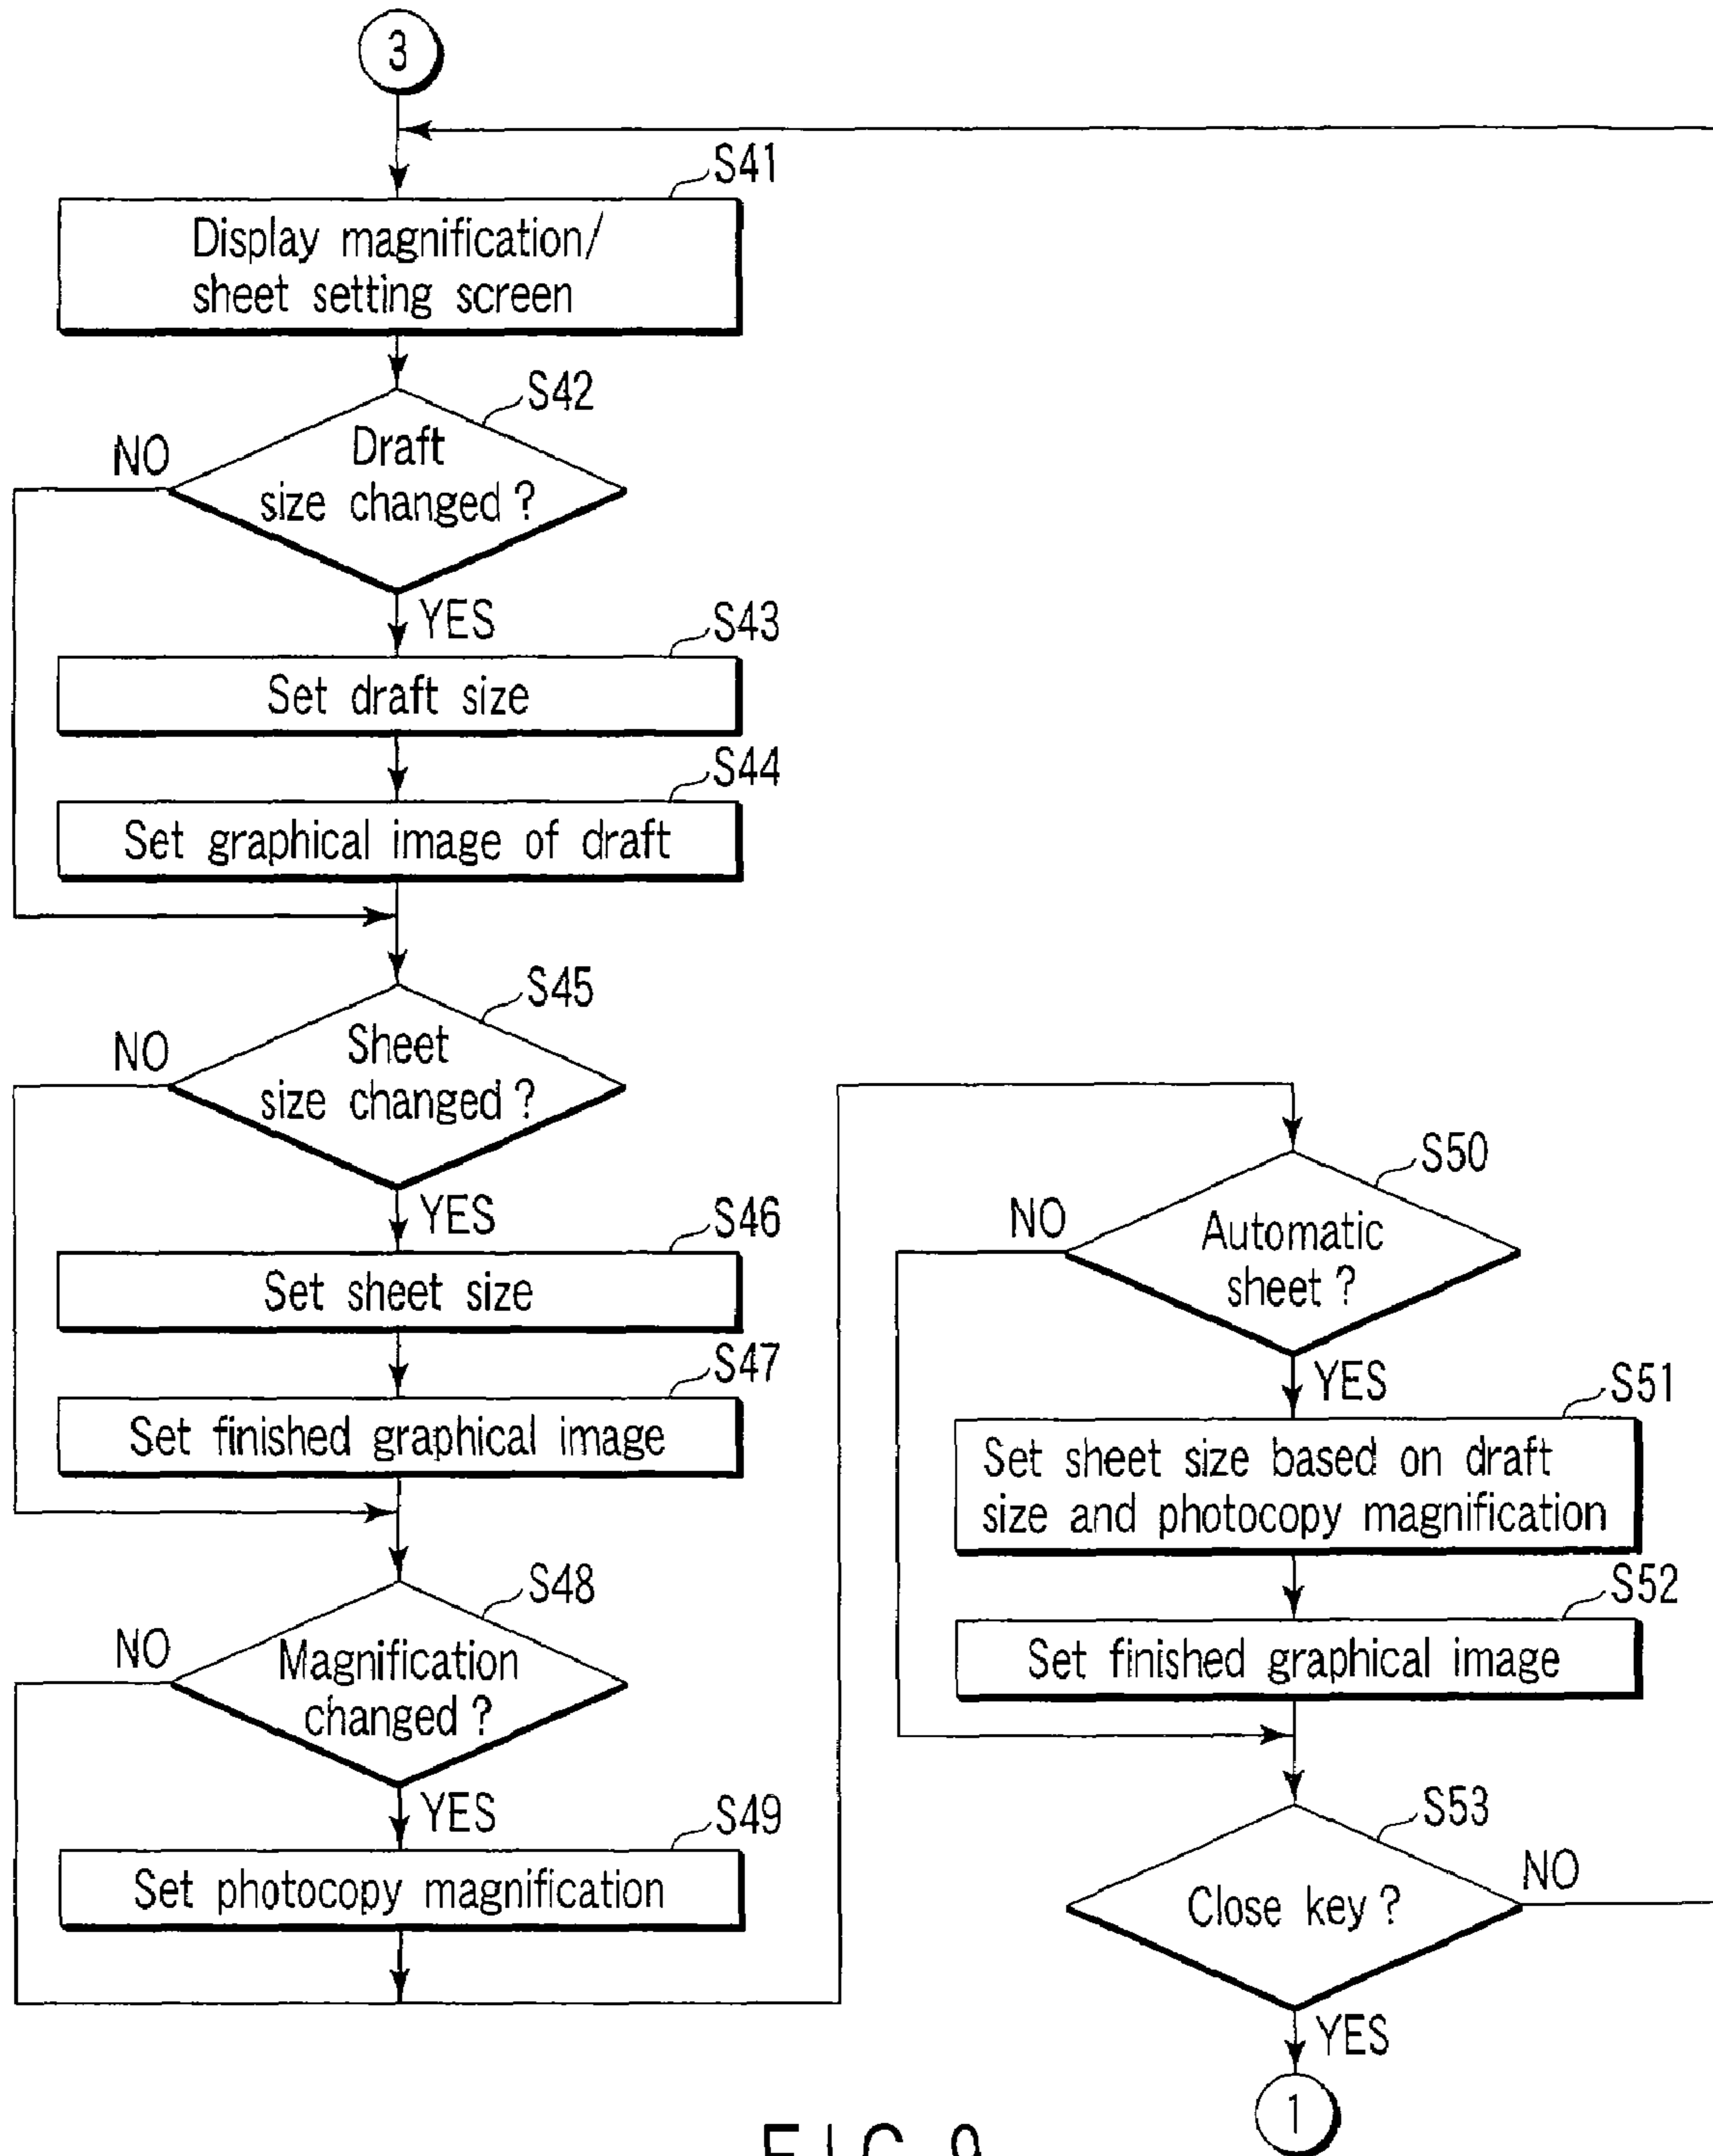 3
S41
Display magnification/
sheet setting screen
S42
Draft
size changed?
NO
YES
S43
Set draft size
S44
Set graphical image of draft
S45
Sheet
size changed?
NO
YES
S46
Set sheet size
S47
Set finished graphical image
S48
Magnification
changed?
NO
YES
S49
Set photocopy magnification
S50
Automatic
sheet?
NO
YES
S51
Set sheet size based on draft
size and photocopy magnification
S52
Set finished graphical image
S53
Close key?
NO
YES
1
FIG. 9